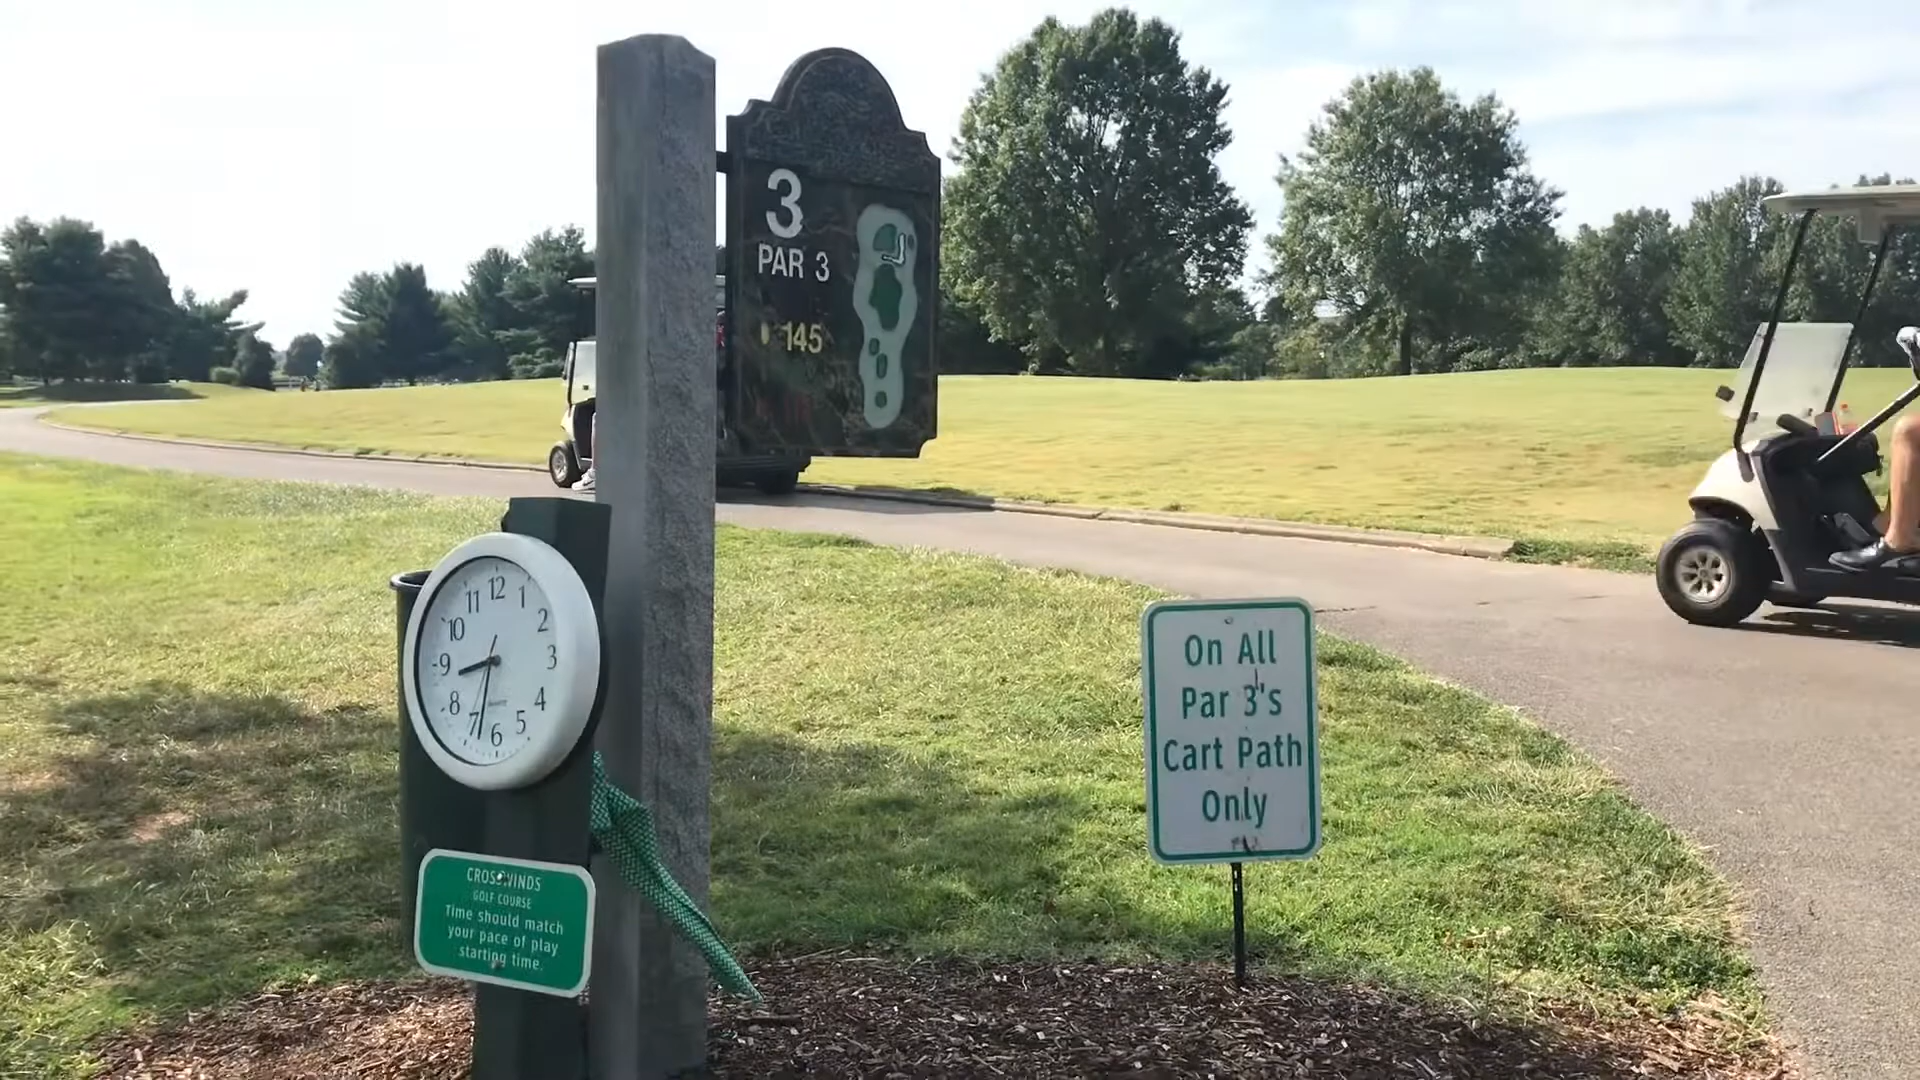 3
PAR 3
145
12
1
2
3
4
5
6
7
8
9
10
11
CROSSWINDS
GOLF COURSE
Time should match
your pace of play
starting time.
On All
Par 3's
Cart Path
Only